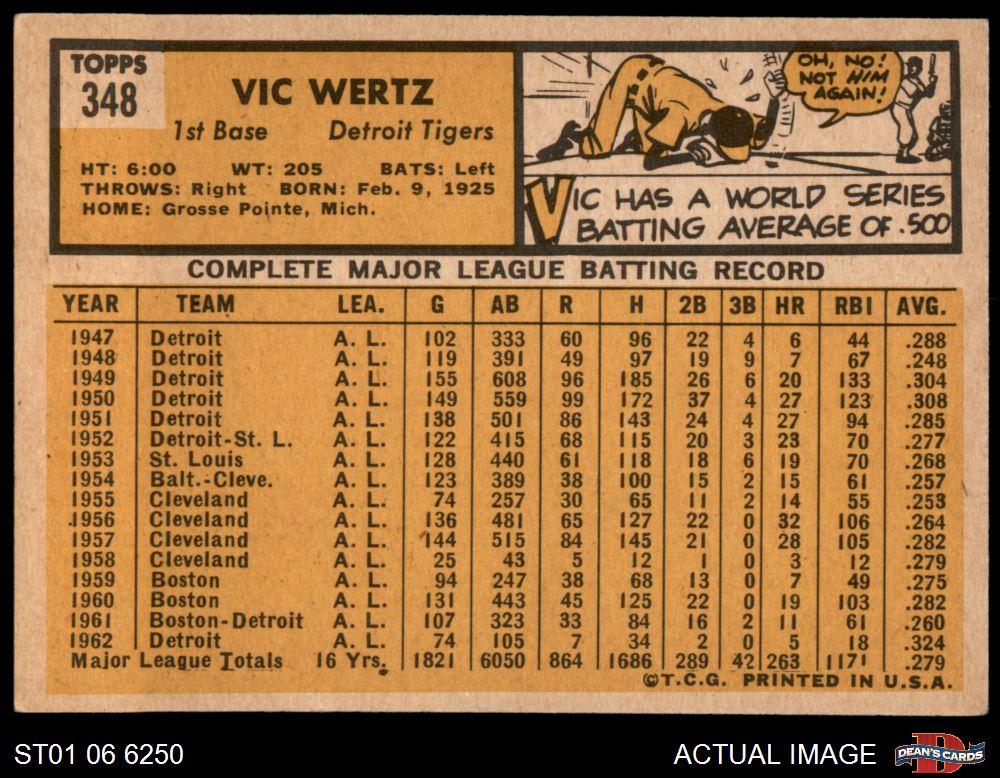 TOPPS
348
VIC WERTZ
1st Base Detroit Tigers
HT: 6:00 WT: 205 BATS: Left
THROWS: Right BORN: Feb. 9, 1925
HOME: Grosse Pointe, Mich.
OH, NO!
NOT HIM
AGAIN!
VIC HAS A WORLD SERIES
BATTING AVERAGE OF .500
COMPLETE MAJOR LEAGUE BATTING RECORD
YEAR TEAM LEA. G AB R H 2B 3B HR RBI AVG.
1947 Detroit A. L. 102 333 60 96 22 4 6 44 .288
1948 Detroit A. L. 119 391 49 97 19 9 7 67 .248
1949 Detroit A. L. 155 608 96 185 26 6 20 133 .304
1950 Detroit A. L. 149 559 99 172 37 4 27 123 .308
1951 Detroit A. L. 138 501 86 143 24 4 27 94 .285
1952 Detroit-St. L. A. L. 122 415 68 115 20 3 23 70 .277
1953 St. Louis A. L. 128 440 61 118 18 6 19 70 .268
1954 Balt.-Cleve. A. L. 123 389 38 100 15 2 15 61 .257
1955 Cleveland A. L. 74 257 30 65 11 2 14 55 .253
1956 Cleveland A. L. 136 481 65 127 22 0 32 106 .264
1957 Cleveland A. L. 144 515 84 145 21 0 28 105 .282
1958 Cleveland A. L. 25 43 5 12 1 0 3 12 .279
1959 Boston A. L. 94 247 38 68 13 0 7 49 .275
1960 Boston A. L. 131 443 45 125 22 0 19 103 .282
1961 Boston-Detroit A. L. 107 323 33 84 16 2 11 61 .260
1962 Detroit A. L. 74 105 7 34 2 0 5 18 .324
Major League Totals 16 Yrs. 1821 6050 864 1686 289 42 263 1171 .279
©T.C.G. PRINTED IN U.S.A.
ST01 06 6250 ACTUAL IMAGE
D
DEAN'S CARDS